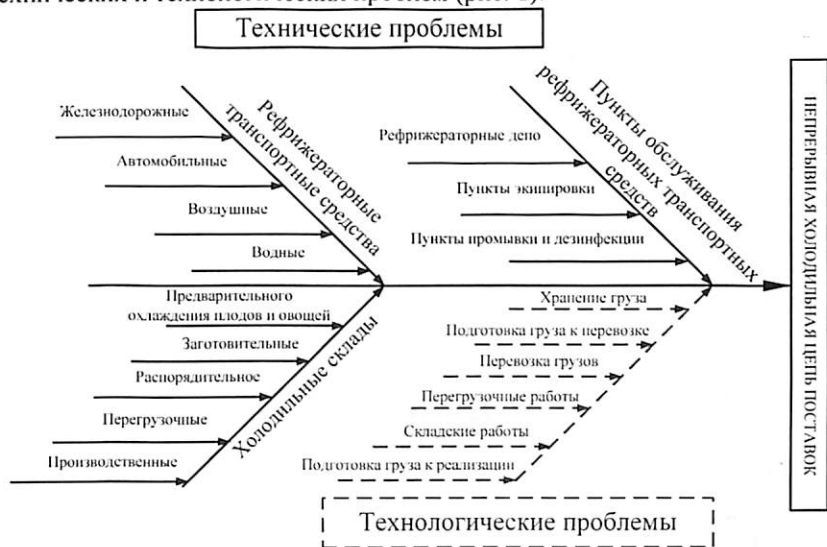 Технические проблемы
Железнодорожные
Автомобильные
Воздушные
Водные
Рефрижераторные
транспортные средства
Рефрижераторные депо
Пункты экипировки
Пункты промывки и дезинфекции
Пункты обслуживания
рефрижераторных транспортных
средств
Предварительного
охлаждения плодов и овощей
Заготовительные
Распорядительное
Перегрузочные
Производственные
Холодильные склады
Хранение груза
Подготовка груза к перевозке
Перевозка грузов
Перегрузочные работы
Складские работы
Подготовка груза к реализации
Технологические проблемы
НЕПРЕРЫВНАЯ ХОЛОДИЛЬНАЯ ЦЕПЬ ПОСТАВОК